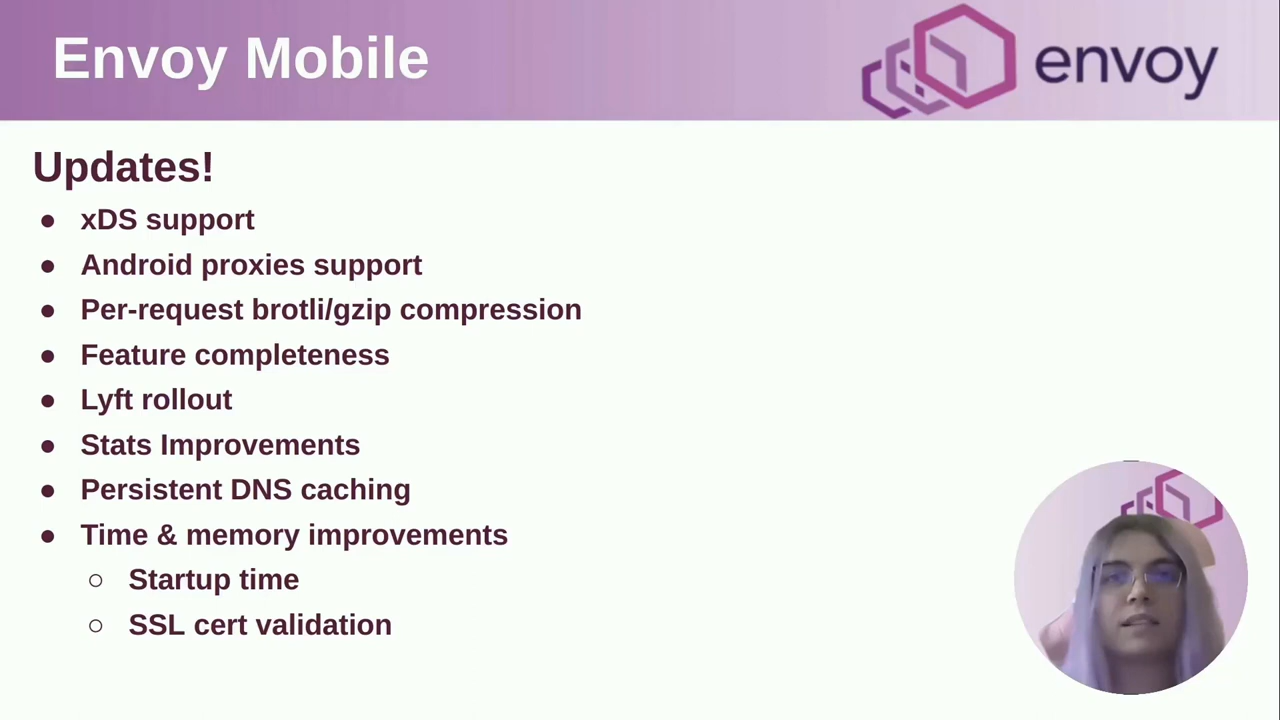 Envoy Mobile
envoy
Updates!
● xDS support
● Android proxies support
● Per-request brotli/gzip compression
● Feature completeness
● Lyft rollout
● Stats Improvements
● Persistent DNS caching
● Time & memory improvements
○ Startup time
○ SSL cert validation